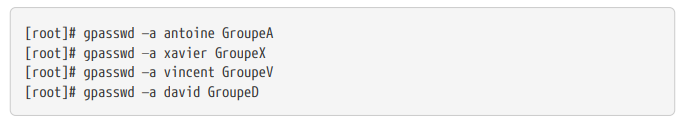 [root]# gpasswd -a antoine GroupeA
[root]# gpasswd -a xavier GroupeX
[root]# gpasswd -a vincent GroupeV
[root]# gpasswd -a david GroupeD